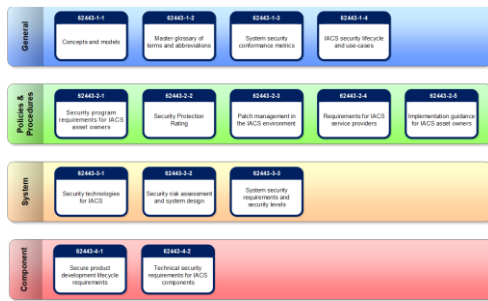 General
62443-1-1
Concepts and models
62443-1-2
Master glossary of
terms and abbreviations
62443-1-3
System security
conformance metrics
62443-1-4
IACS security lifecycle
and use-cases
Policies &
Procedures
62443-2-1
Security program
requirements for IACS
asset owners
62443-2-2
Security Protection
Rating
62443-2-3
Patch management in
the IACS environment
62443-2-4
Requirements for IACS
service providers
62443-2-5
Implementation guidance
for IACS asset owners
System
62443-3-1
Security technologies
for IACS
62443-3-2
Security risk assessment
and system design
62443-3-3
System security
requirements and
security levels
Component
62443-4-1
Secure product
development lifecycle
requirements
62443-4-2
Technical security
requirements for IACS
components